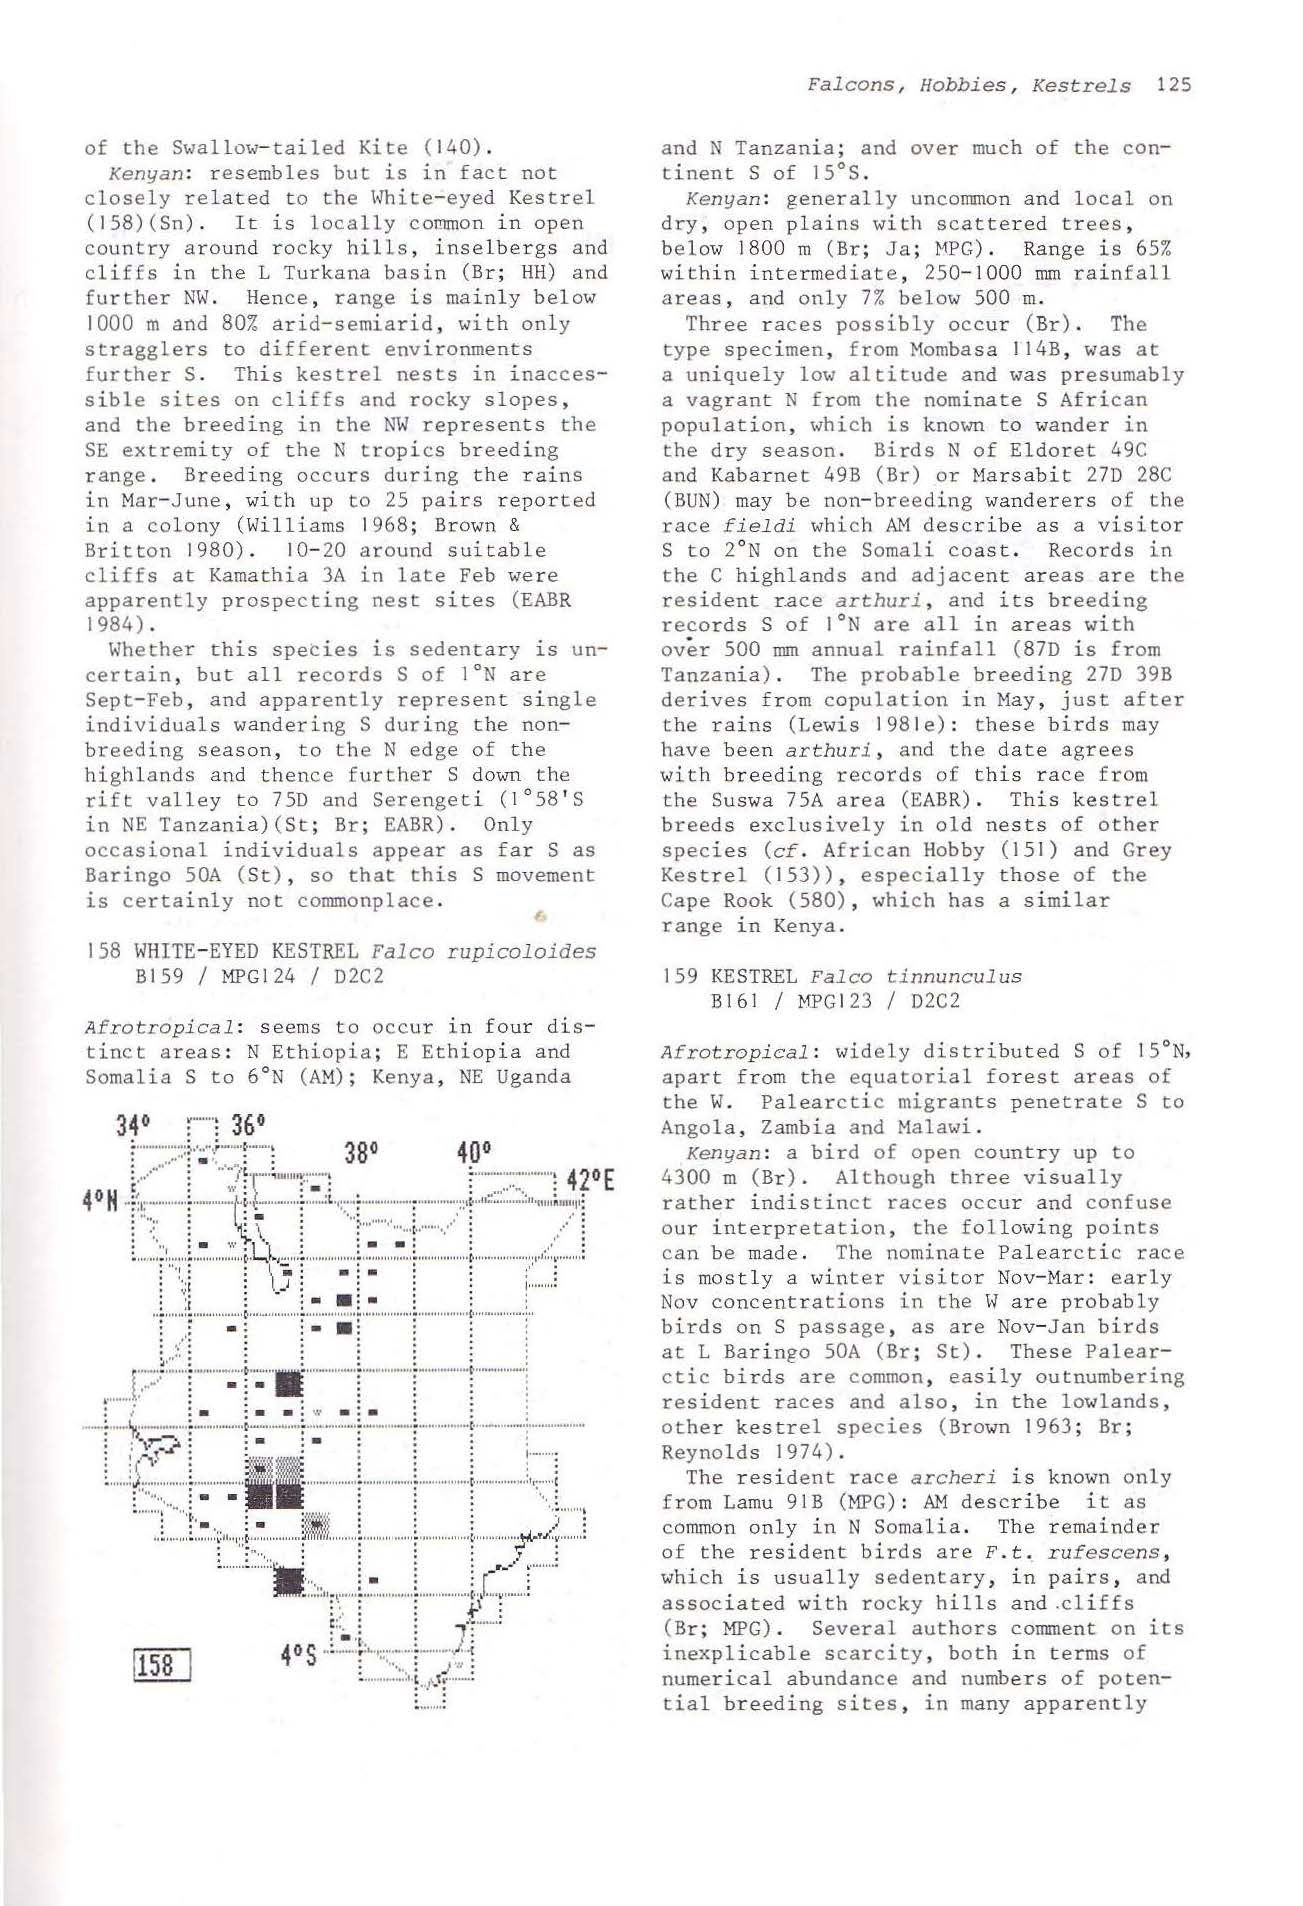 Falcons, Hobbies, Kestrels 125
of the Swallow-tailed Kite (140).
Kenyan: resembles but is in fact not
closely related to the White-eyed Kestrel
(158)(Sn). It is locally common in open
country around rocky hills, inselbergs and
cliffs in the L Turkana basin (Br; HH) and
further NW. Hence, range is mainly below
1000 m and 80% arid-semiarid, with only
stragglers to different environments
further S. This kestrel nests in inacces-
sible sites on cliffs and rocky slopes,
and the breeding in the NW represents the
SE extremity of the N tropics breeding
range. Breeding occurs during the rains
in Mar-June, with up to 25 pairs reported
in a colony (Williams 1968; Brown &
Britton 1980). 10-20 around suitable
cliffs at Kamathia 3A in late Feb were
apparently prospecting nest sites (EABR
1984).
Whether this species is sedentary is un-
certain, but all records S of 1°N are
Sept-Feb, and apparently represent single
individuals wandering S during the non-
breeding season, to the N edge of the
highlands and thence further S down the
rift valley to 75D and Serengeti (1°58'S
in NE Tanzania)(St; Br; EABR). Only
occasional individuals appear as far S as
Baringo 50A (St), so that this S movement
is certainly not commonplace.
158 WHITE-EYED KESTREL Falco rupicoloides
B159 / MPG124 / D2C2
Afrotropical: seems to occur in four dis-
tinct areas: N Ethiopia; E Ethiopia and
Somalia S to 6°N (AM); Kenya, NE Uganda
34° 36°
38° 40°
42°E
4°N
4°S
158
and N Tanzania; and over much of the con-
tinent S of 15°S.
Kenyan: generally uncommon and local on
dry, open plains with scattered trees,
below 1800 m (Br; Ja; MPG). Range is 65%
within intermediate, 250-1000 mm rainfall
areas, and only 7% below 500 m.
Three races possibly occur (Br). The
type specimen, from Mombasa 114B, was at
a uniquely low altitude and was presumably
a vagrant N from the nominate S African
population, which is known to wander in
the dry season. Birds N of Eldoret 49C
and Kabarnet 49B (Br) or Marsabit 27D 28C
(BUN) may be non-breeding wanderers of the
race fieldi which AM describe as a visitor
S to 2°N on the Somali coast. Records in
the C highlands and adjacent areas are the
resident race arthuri, and its breeding
records S of 1°N are all in areas with
over 500 mm annual rainfall (87D is from
Tanzania). The probable breeding 27D 39B
derives from copulation in May, just after
the rains (Lewis 1981e): these birds may
have been arthuri, and the date agrees
with breeding records of this race from
the Suswa 75A area (EABR). This kestrel
breeds exclusively in old nests of other
species (cf. African Hobby (151) and Grey
Kestrel (153)), especially those of the
Cape Rook (580), which has a similar
range in Kenya.
159 KESTREL Falco tinnunculus
B161 / MPG123 / D2C2
Afrotropical: widely distributed S of 15°N,
apart from the equatorial forest areas of
the W. Palearctic migrants penetrate S to
Angola, Zambia and Malawi.
Kenyan: a bird of open country up to
4300 m (Br). Although three visually
rather indistinct races occur and confuse
our interpretation, the following points
can be made. The nominate Palearctic race
is mostly a winter visitor Nov-Mar: early
Nov concentrations in the W are probably
birds on S passage, as are Nov-Jan birds
at L Baringo 50A (Br; St). These Palear-
ctic birds are common, easily outnumbering
resident races and also, in the lowlands,
other kestrel species (Brown 1963; Br;
Reynolds 1974).
The resident race archeri is known only
from Lamu 91B (MPG): AM describe it as
common only in N Somalia. The remainder
of the resident birds are F.t. rufescens,
which is usually sedentary, in pairs, and
associated with rocky hills and cliffs
(Br; MPG). Several authors comment on its
inexplicable scarcity, both in terms of
numerical abundance and numbers of poten-
tial breeding sites, in many apparently